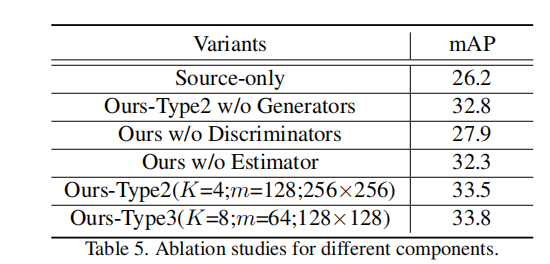 Variants mAP
Source-only 26.2
Ours-Type2 w/o Generators 32.8
Ours w/o Discriminators 27.9
Ours w/o Estimator 32.3
Ours-Type2(K=4;m=128;256×256) 33.5
Ours-Type3(K=8;m=64;128×128) 33.8
Table 5. Ablation studies for different components.